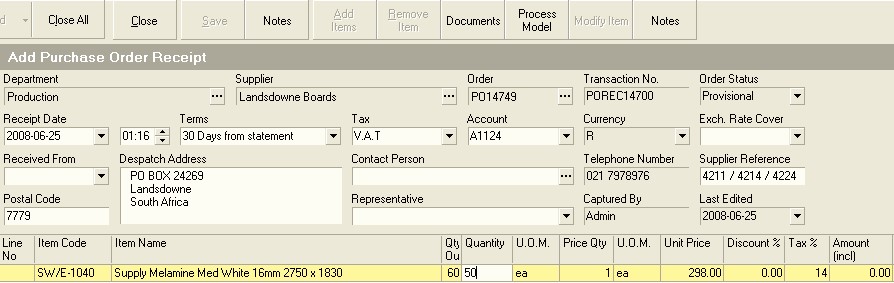 d Close All Close Save Notes Add Items Remove Item Documents Process Model Modify Item Notes
Add Purchase Order Receipt
Department Supplier Order Transaction No. Order Status
Production ... Landsdowne Boards ... PO14749 ... POREC14700 Provisional
Receipt Date Terms Tax Account Currency Exch. Rate Cover
2008-06-25 01:16 30 Days from statement V.A.T A1124 R
Received From Despatch Address Contact Person Telephone Number Supplier Reference
PO BOX 24269 ... 021 7978976 4211 / 4214 / 4224
Landsdowne
Postal Code South Africa Representative Captured By Last Edited
7779 Admin 2008-06-25
Line No Item Code Item Name Qty Ou Quantity U.O.M. Price Qty U.O.M. Unit Price Discount % Tax % Amount (incl)
SW/E-1040 Supply Melamine Med White 16mm 2750 x 1830 60 50 ea 1 ea 298.00 0.00 14 0.00